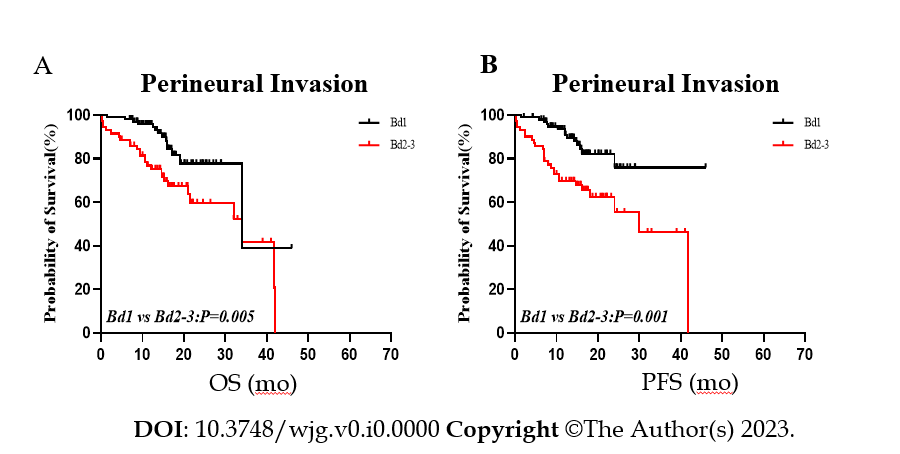 A
B
Perineural Invasion
Perineural Invasion
Probability of Survival(%)
100
80
60
40
20
0
Bd1
Bd2-3
Bd1 vs Bd2-3:P=0.005
0 10 20 30 40 50 60 70
OS (mo)
Probability of Survival(%)
100
80
60
40
20
0
Bd1
Bd2-3
Bd1 vs Bd2-3:P=0.001
0 10 20 30 40 50 60 70
PFS (mo)
DOI: 10.3748/wjg.v0.i0.0000 Copyright ©The Author(s) 2023.